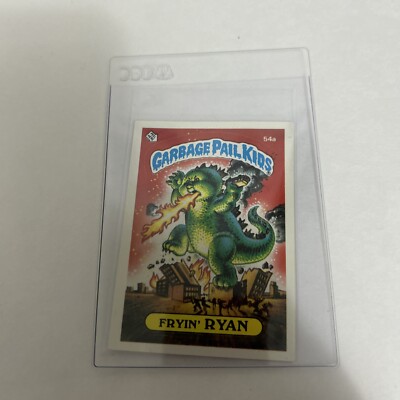 54a
GARBAGE PAIL KIDS
FRYIN' RYAN